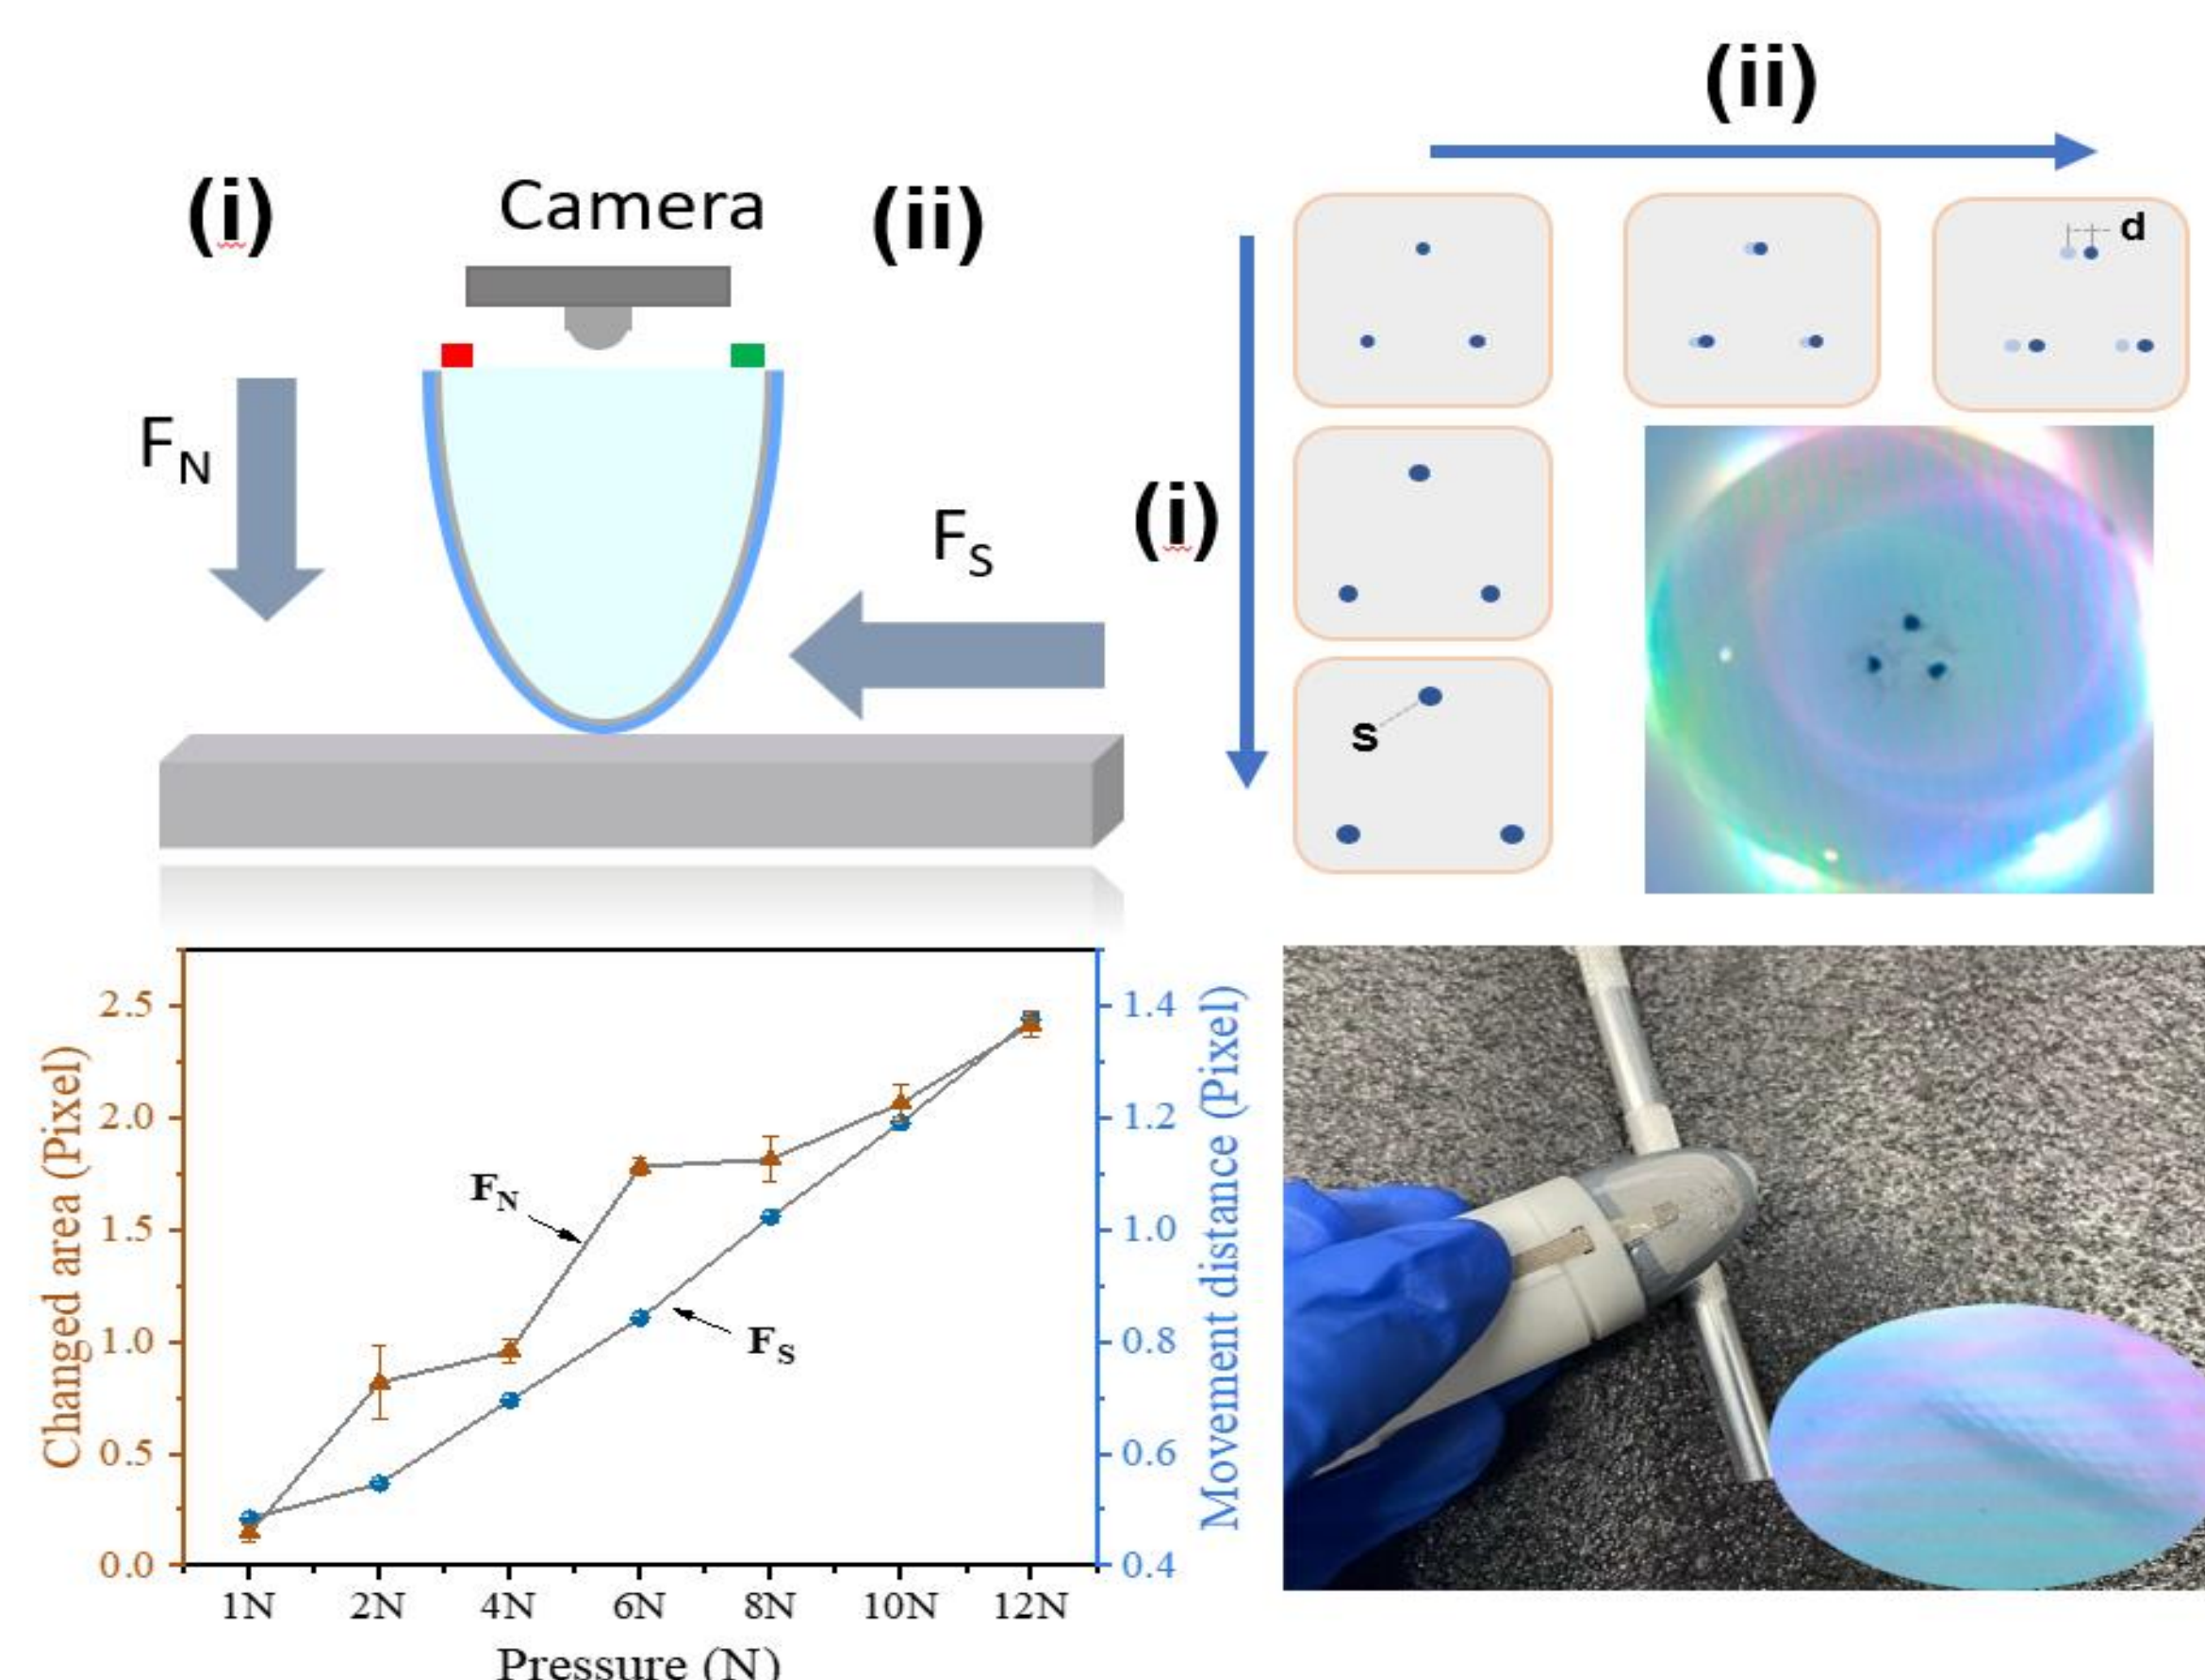 (i)
Camera
(ii)
F_N
F_S
(ii)
d
(i)
s
Changed area (Pixel)
2.5
2.0
1.5
1.0
0.5
0.0
F_N
F_S
1.4
1.2
1.0
0.8
0.6
0.4
Movement distance (Pixel)
1N 2N 4N 6N 8N 10N 12N
Pressure (N)